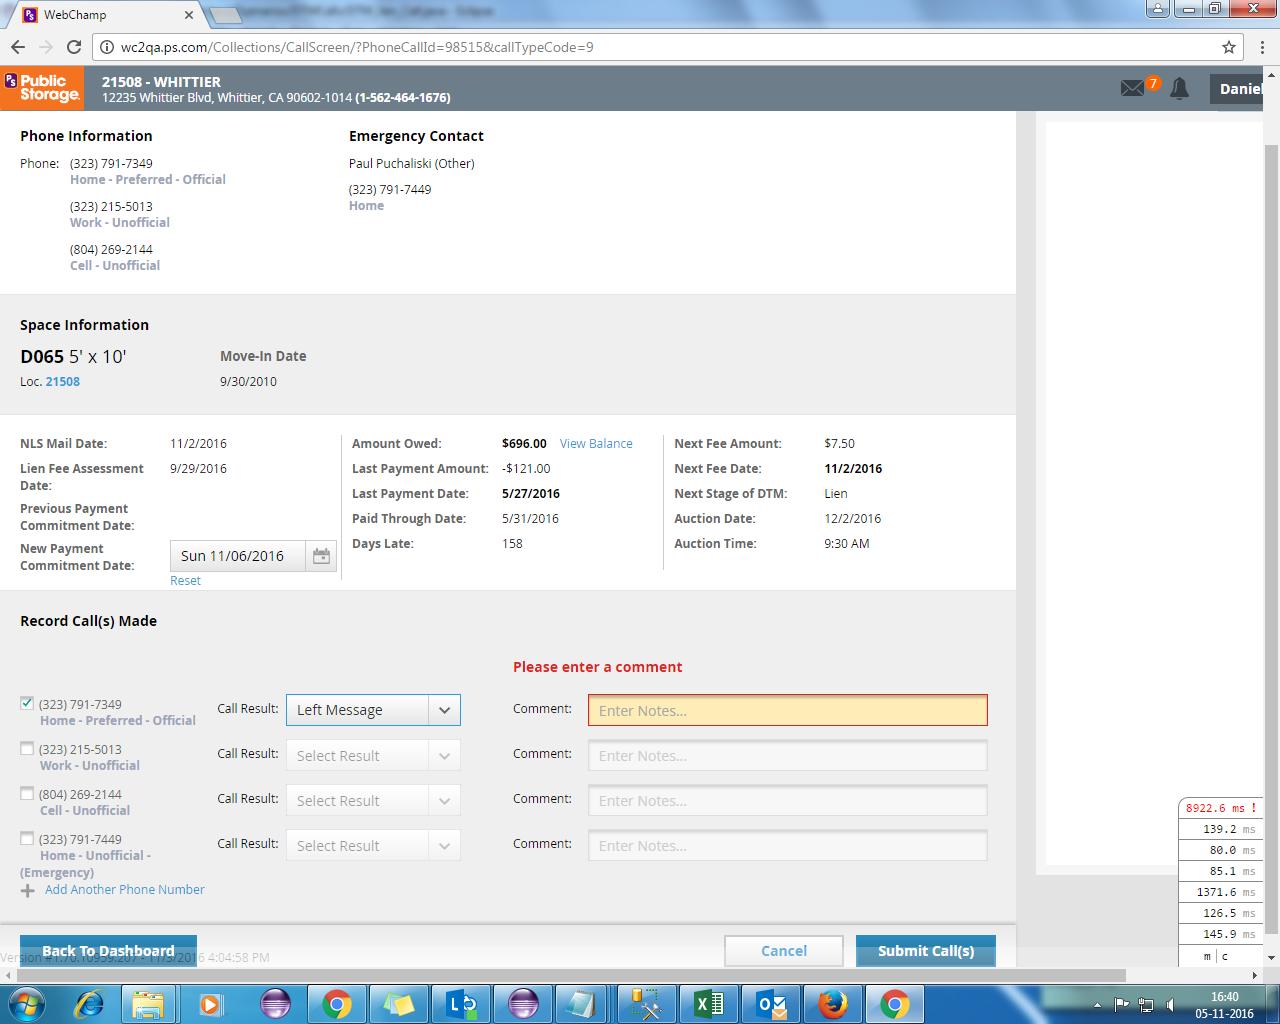 WebChamp
wc2qa.ps.com/Collections/CallScreen/?PhoneCallId=98515&callTypeCode=9
PS Public Storage.
21508 - WHITTIER
12235 Whittier Blvd, Whittier, CA 90602-1014 (1-562-464-1676)
7
Daniel
Phone Information
Emergency Contact
Phone: (323) 791-7349
Home - Preferred - Official
(323) 215-5013
Work - Unofficial
(804) 269-2144
Cell - Unofficial
Paul Puchaliski (Other)
(323) 791-7449
Home
Space Information
D065 5' x 10'
Loc. 21508
Move-In Date
9/30/2010
NLS Mail Date: 11/2/2016
Lien Fee Assessment Date: 9/29/2016
Previous Payment Commitment Date:
New Payment Commitment Date: Sun 11/06/2016
Reset
Amount Owed: $696.00 View Balance
Last Payment Amount: -$121.00
Last Payment Date: 5/27/2016
Paid Through Date: 5/31/2016
Days Late: 158
Next Fee Amount: $7.50
Next Fee Date: 11/2/2016
Next Stage of DTM: Lien
Auction Date: 12/2/2016
Auction Time: 9:30 AM
Record Call(s) Made
Please enter a comment
(323) 791-7349 Call Result: Left Message Comment: Enter Notes...
Home - Preferred - Official
(323) 215-5013 Call Result: Select Result Comment: Enter Notes...
Work - Unofficial
(804) 269-2144 Call Result: Select Result Comment: Enter Notes...
Cell - Unofficial
(323) 791-7449 Call Result: Select Result Comment: Enter Notes...
Home - Unofficial -
(Emergency)
Add Another Phone Number
8922.6 ms !
139.2 ms
80.0 ms
85.1 ms
1371.6 ms
126.5 ms
145.9 ms
m | c
Back To Dashboard
Cancel
Submit Call(s)
16:40
05-11-2016